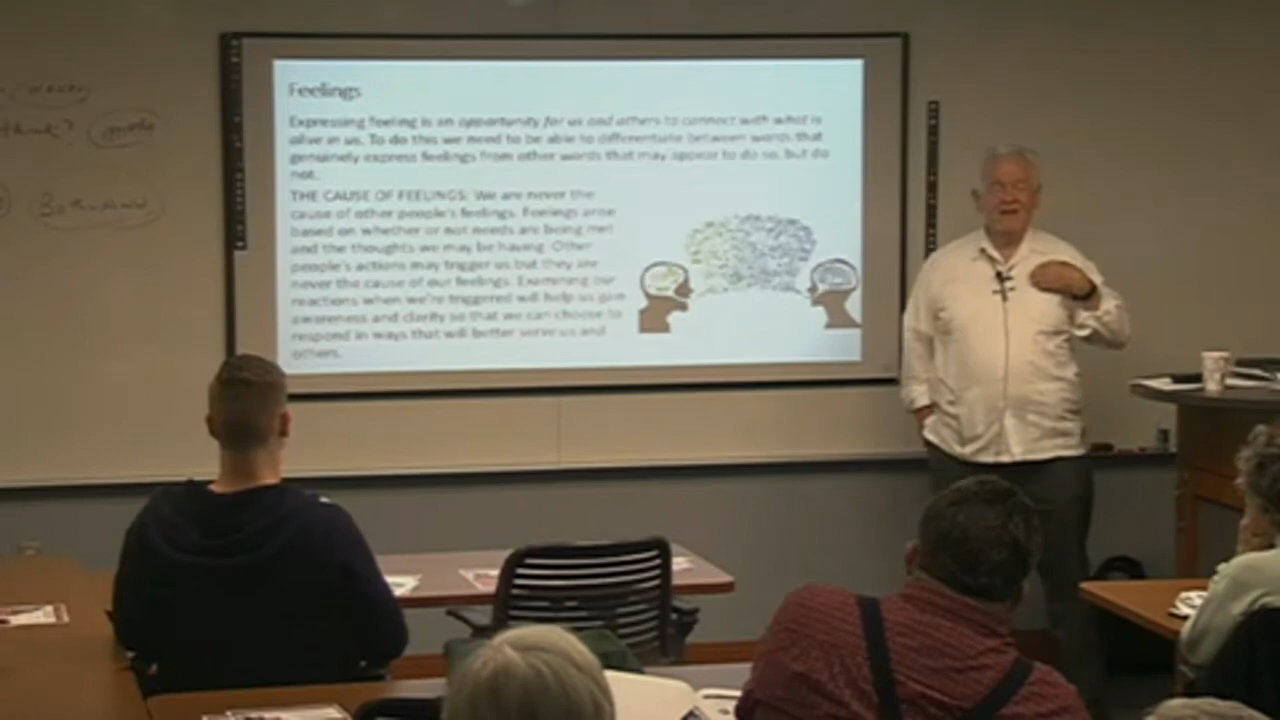 think? quote
Feelings
Expressing feeling is an opportunity for us and others to connect with what is
alive in us. To do this we need to be able to differentiate between words that
genuinely express feelings from other words that may appear to do so, but do
not.
THE CAUSE OF FEELINGS: We are never the
cause of other people's feelings. Feelings arise
based on whether or not needs are being met
and the thoughts we may be having. Other
people's actions may trigger us but they are
never the cause of our feelings. Examining our
reactions when we're triggered will help us gain
awareness and clarity so that we can choose to
respond in ways that will better serve us and
others.